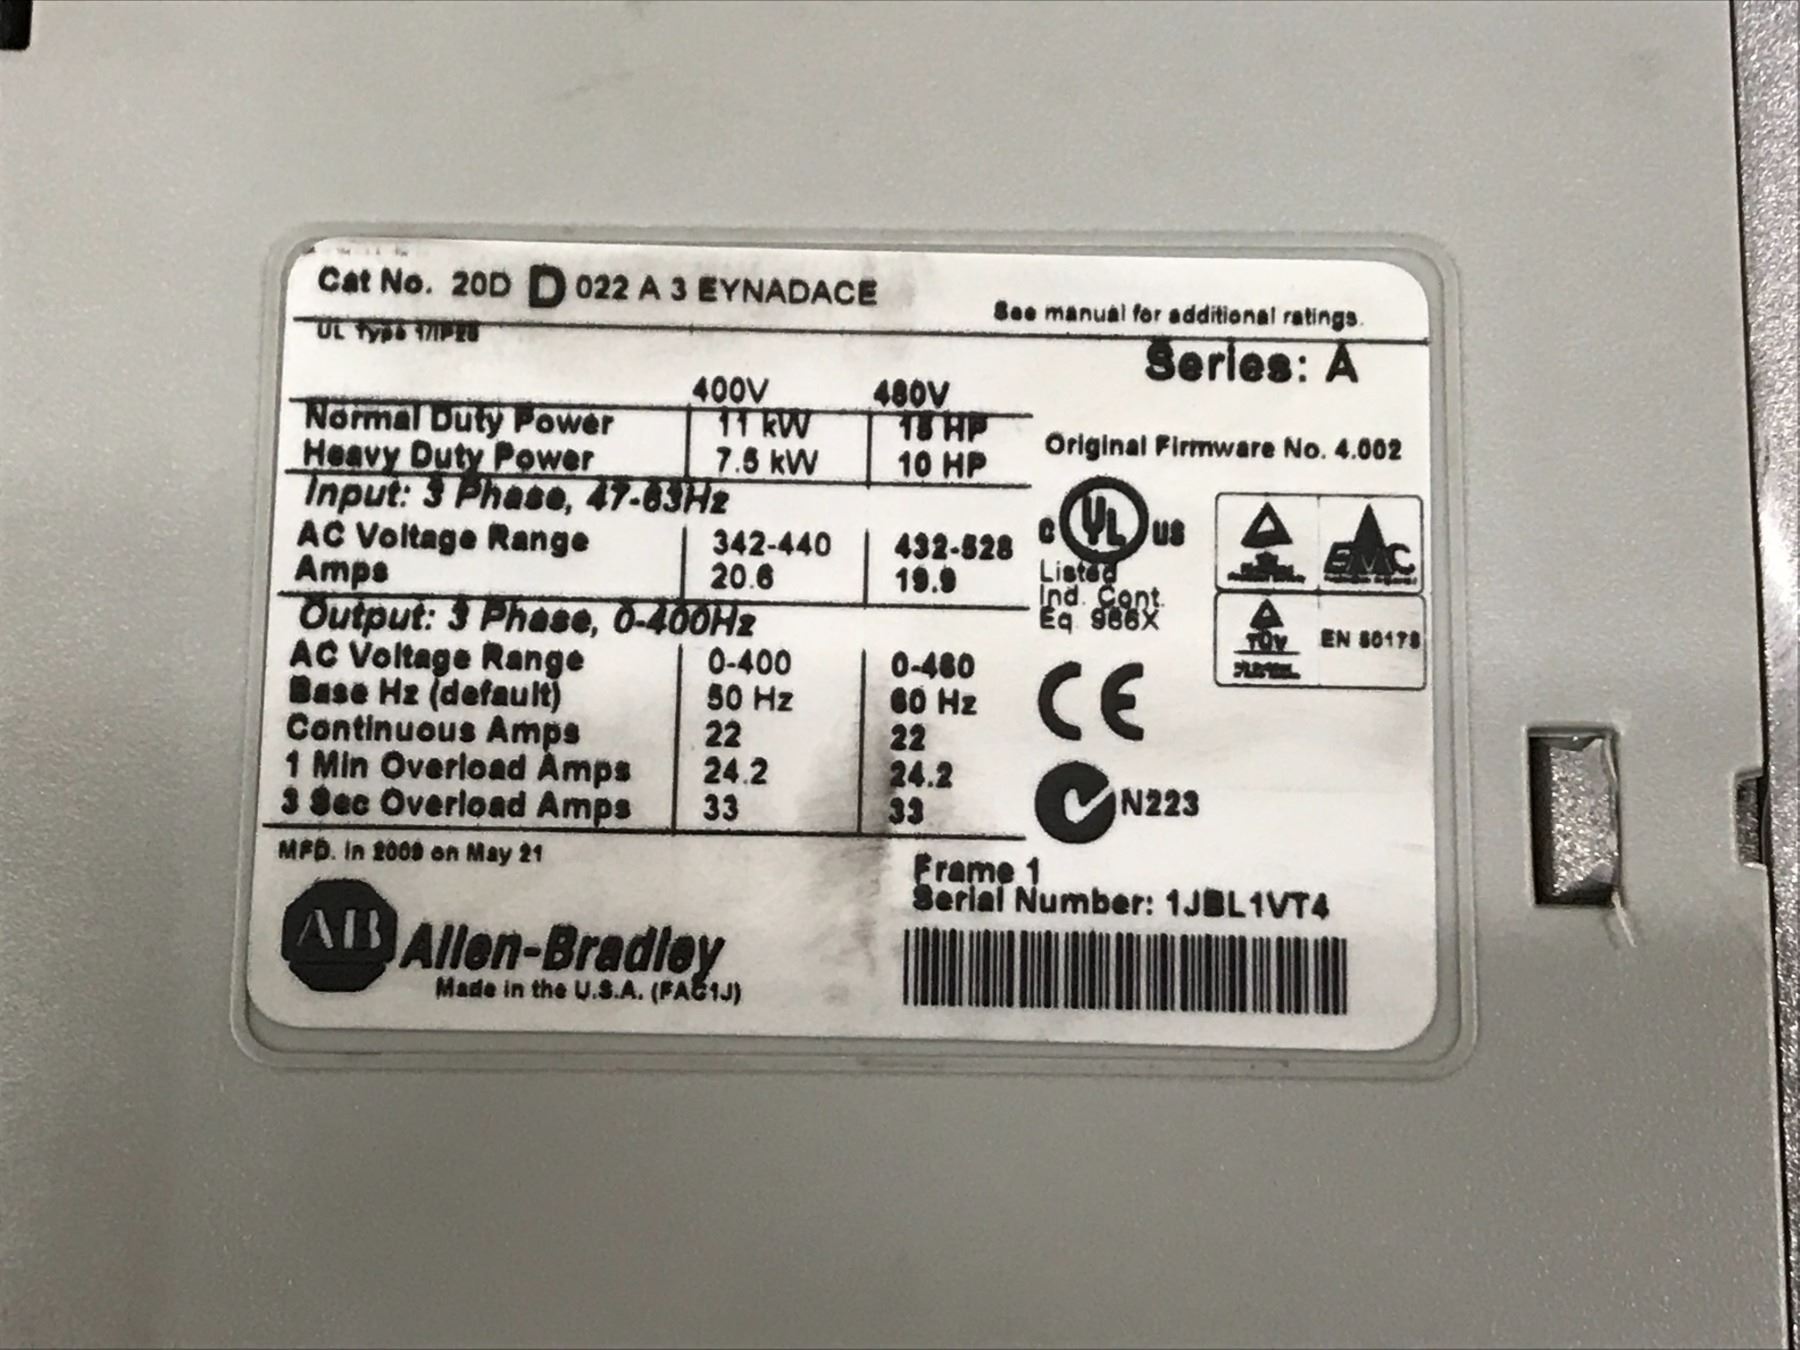 Cat No. 20D D 022 A 3 EYNADACE
See manual for additional ratings.
UL Type 1/IP20
Series: A
400V 480V
Normal Duty Power 11 kW 15 HP
Heavy Duty Power 7.5 kW 10 HP
Original Firmware No. 4.002
Input: 3 Phase, 47-63Hz
AC Voltage Range 342-440 432-528
Amps 20.6 19.9
C UL US
Listed
Ind. Cont.
Eq. 966X
EMC
TÜV
EN 50178
Output: 3 Phase, 0-400Hz
AC Voltage Range 0-400 0-460
Base Hz (default) 50 Hz 60 Hz
Continuous Amps 22 22
1 Min Overload Amps 24.2 24.2
3 Sec Overload Amps 33 33
CE
N223
MFD. in 2009 on May 21
Frame 1
Serial Number: 1JBL1VT4
AB Allen-Bradley
Made in the U.S.A. (FAC1J)